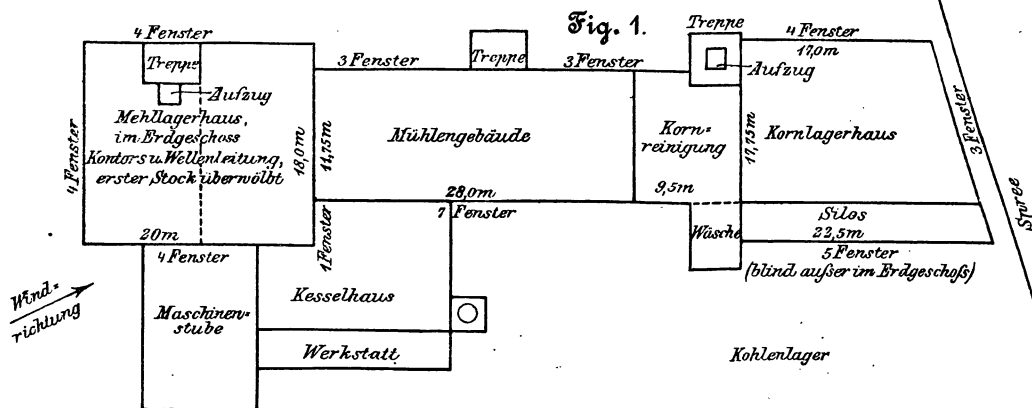 Fig. 1.
4 Fenster
Treppe
Aufzug
Mehllagerhaus,
im Erdgeschoss
Kontors u. Wellenleitung,
erster Stock überwölbt
4 Fenster
18,0m
11,75m
20m
4 Fenster
3 Fenster
Treppe
3 Fenster
Mühlengebäude
28,0m
7 Fenster
1 Fenster
Korn=
reinigung
9,5m
Treppe
Aufzug
4 Fenster
17,0m
17,75m
Kornlagerhaus
3 Fenster
Spree
Wäsche
Silos
22,5m
5 Fenster
(blind außer im Erdgeschoß)
Kesselhaus
Maschinen=
stube
Werkstatt
Kohlenlager
Wind=
richtung